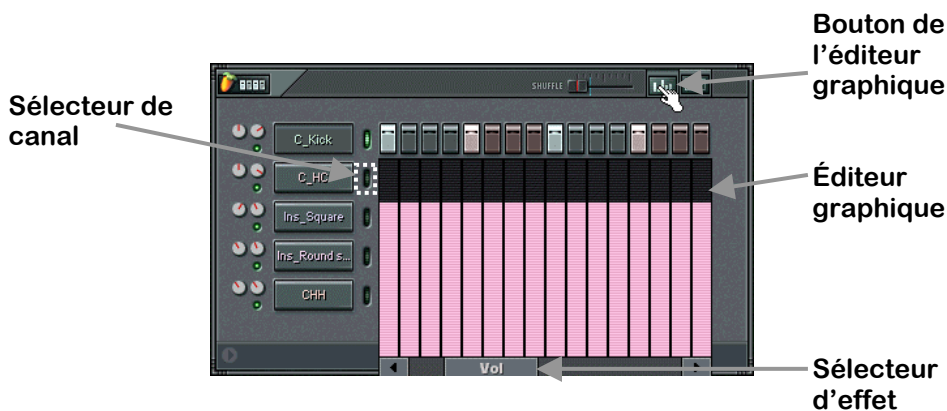 Bouton de
l’éditeur
graphique
SHUFFLE
Sélecteur de
canal
C_Kick
C_HC
Ins_Square
Ins_Round s...
CHH
Éditeur
graphique
Vol
Sélecteur
d’effet